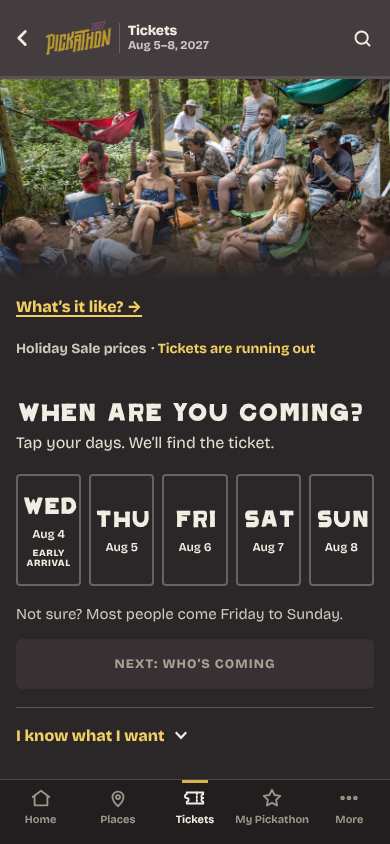 PICKATHON
Tickets
Aug 5–8, 2027
What's it like? →
Holiday Sale prices · Tickets are running out
WHEN ARE YOU COMING?
Tap your days. We'll find the ticket.
WED
Aug 4
EARLY
ARRIVAL
THU
Aug 5
FRI
Aug 6
SAT
Aug 7
SUN
Aug 8
Not sure? Most people come Friday to Sunday.
NEXT: WHO'S COMING
I know what I want
Home
Places
Tickets
My Pickathon
More